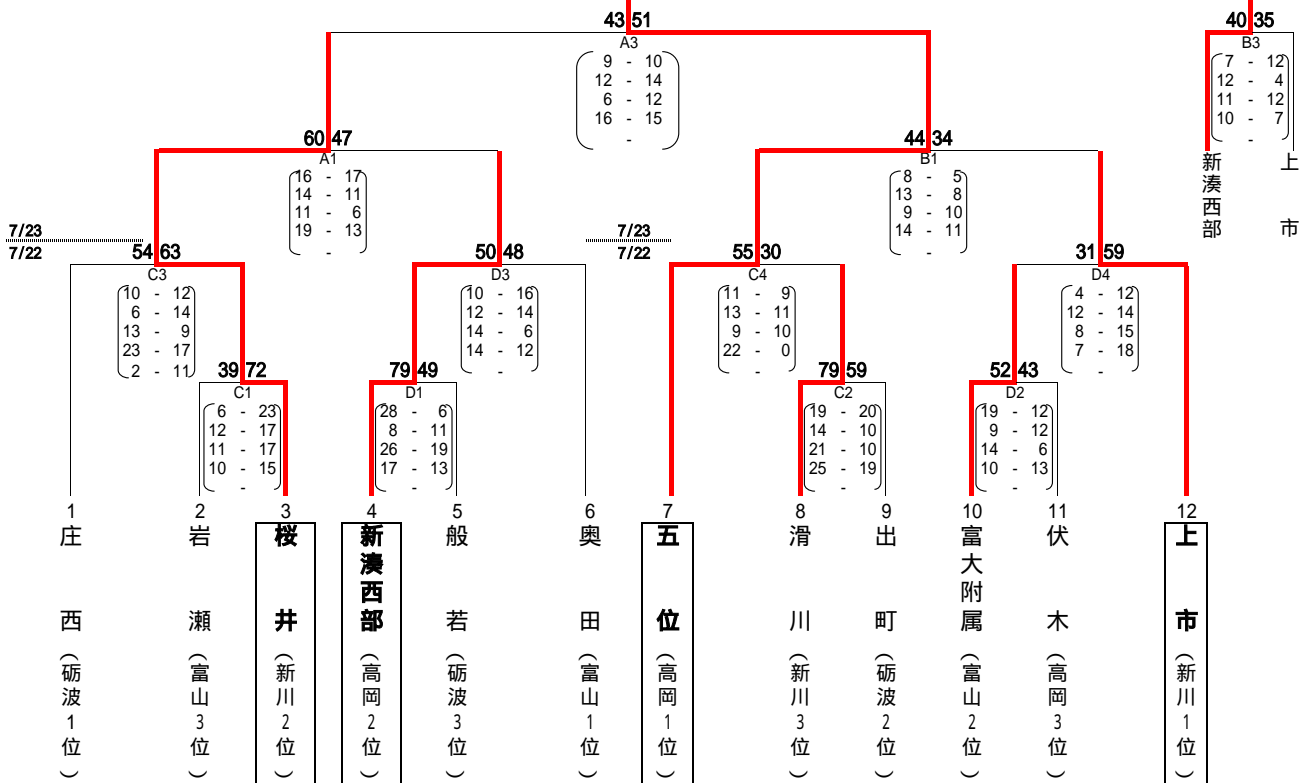 43 51
A3
9 - 10
12 - 14
6 - 12
16 - 15
-
40 35
B3
7 - 12
12 - 4
11 - 12
10 - 7
-
新湊西部
上市
60 47
A1
16 - 17
14 - 11
11 - 6
19 - 13
-
44 34
B1
8 - 5
13 - 8
9 - 10
14 - 11
-
7/23
7/22
7/23
7/22
54 63
C3
10 - 12
6 - 14
13 - 9
23 - 17
2 - 11
50 48
D3
10 - 16
12 - 14
14 - 6
14 - 12
-
55 30
C4
11 - 9
13 - 11
9 - 10
22 - 0
-
31 59
D4
4 - 12
12 - 14
8 - 15
7 - 18
-
39 72
C1
6 - 23
12 - 17
11 - 17
10 - 15
-
79 49
D1
28 - 6
8 - 11
26 - 19
17 - 13
-
79 59
C2
19 - 20
14 - 10
21 - 10
25 - 19
-
52 43
D2
19 - 12
9 - 12
14 - 6
10 - 13
-
1
庄西（砺波1位）
2
岩瀬（富山3位）
3
桜井（新川2位）
4
新湊西部（高岡2位）
5
般若（砺波3位）
6
奥田（富山1位）
7
五位（高岡1位）
8
滑川（新川3位）
9
出町（砺波2位）
10
富大附属（富山2位）
11
伏木（高岡3位）
12
上市（新川1位）